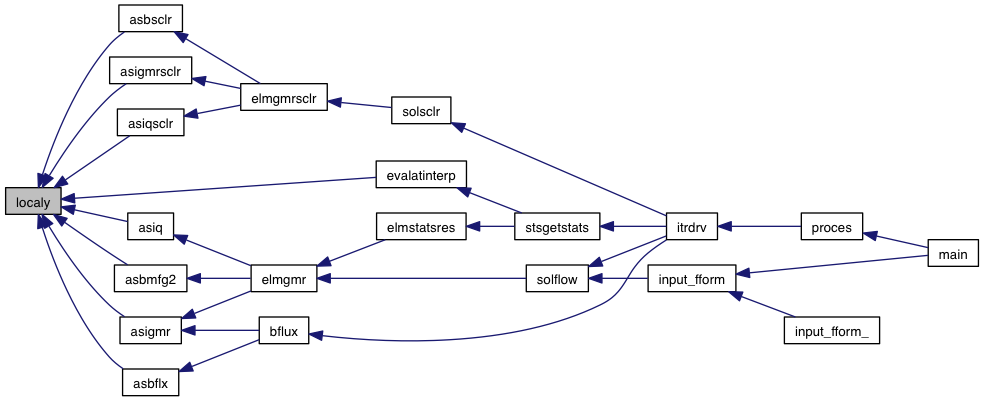 asbsclr
asigmrsclr
elmgmrsclr
solsclr
asiqsclr
evalatinterp
localy
asiq
elmstatsres
stsgetstats
itrdrv
proces
main
asbmfg2
elmgmr
solflow
input_fform
asigmr
bflux
input_fform_
asbflx